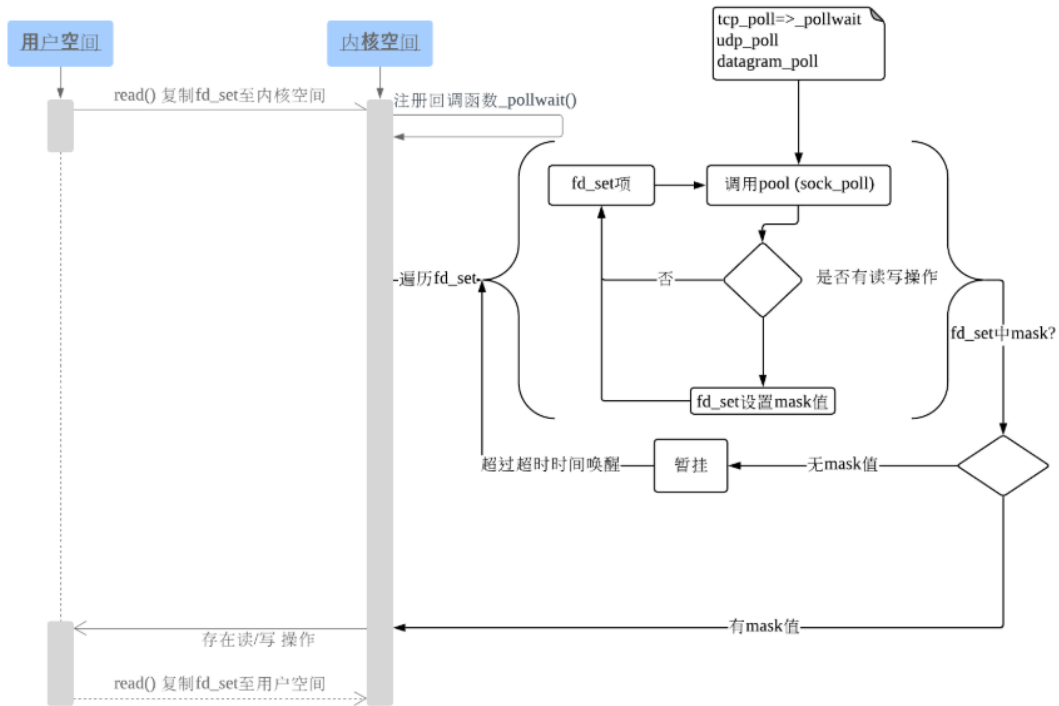 用户空间
内核空间
tcp_poll=>_pollwait
udp_poll
datagram_poll
read() 复制fd_set至内核空间
注册回调函数_pollwait()
fd_set项
调用pool (sock_poll)
遍历fd_set
否
是否有读写操作
fd_set中mask?
fd_set设置mask值
超过超时时间唤醒
暂挂
无mask值
有mask值
存在读/写 操作
read() 复制fd_set至用户空间